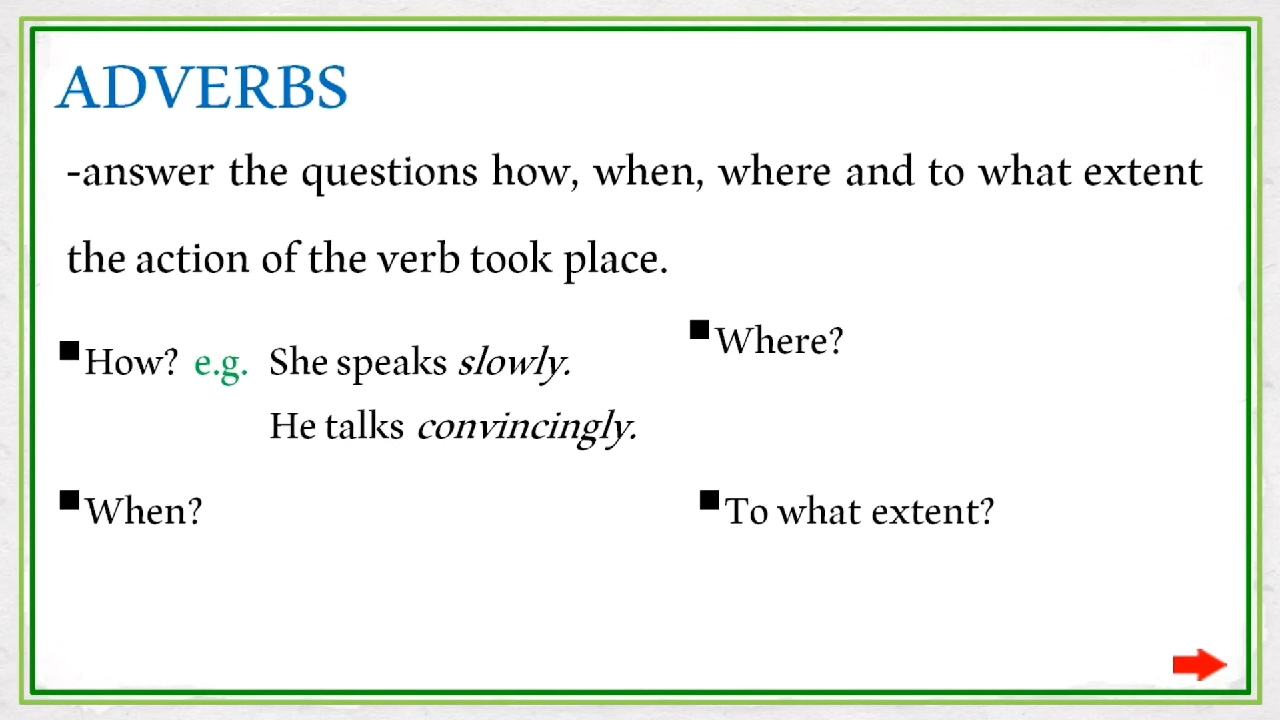 ADVERBS
-answer the questions how, when, where and to what extent
the action of the verb took place.
▪How? e.g. She speaks slowly.
He talks convincingly.
▪Where?
▪When?
▪To what extent?